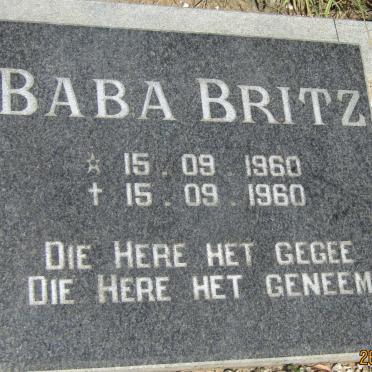 BABA BRITZ
☆ 15 . 09 . 1960
✝ 15 . 09 . 1960
DIE HERE HET GEGEE
DIE HERE HET GENEEM